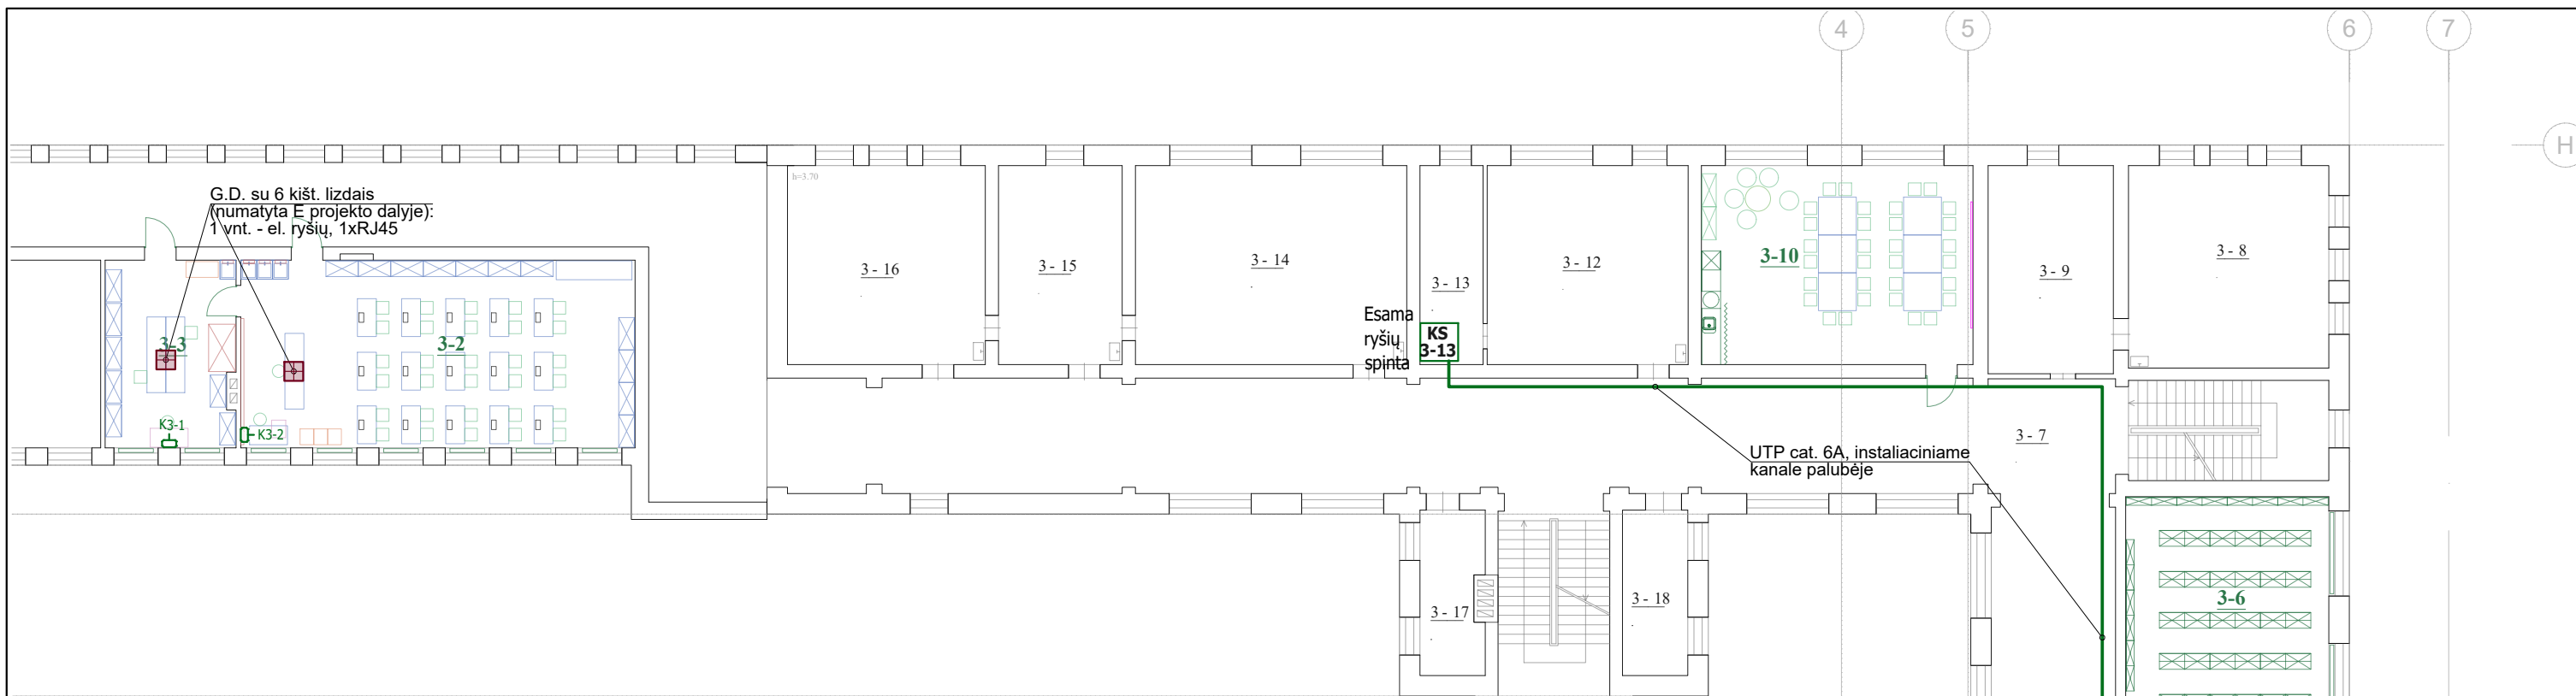 4
5
6
7
H
h=3.70
G.D. su 6 kišt. lizdais
(numatyta E projekto dalyje):
1 vnt. - el. ryšių, 1xRJ45
3 - 16
3 - 15
3 - 14
3 - 13
3 - 12
3-10
3 - 9
3 - 8
Esama
ryšių
spinta
KS
3-13
3-3
3-2
K3-1
K3-2
3 - 7
UTP cat. 6A, instaliaciniame
kanale palubėje
3 - 17
3 - 18
3-6